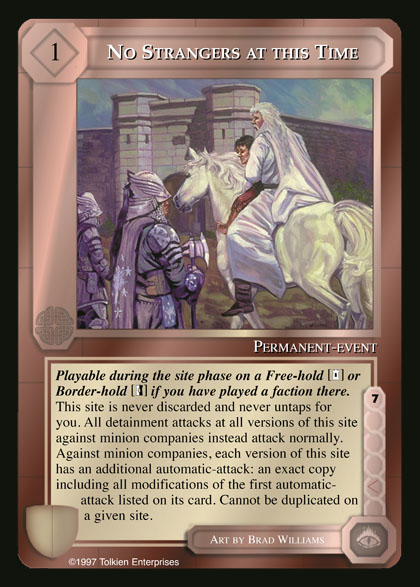 1
No Strangers at this Time
Permanent-event
Playable during the site phase on a Free-hold [] or
Border-hold [] if you have played a faction there.
This site is never discarded and never untaps for
you. All detainment attacks at all versions of this site
against minion companies instead attack normally.
Against minion companies, each version of this site
has an additional automatic-attack: an exact copy
including all modifications of the first automatic-
attack listed on its card. Cannot be duplicated on
a given site.
7
Art by Brad Williams
©1997 Tolkien Enterprises